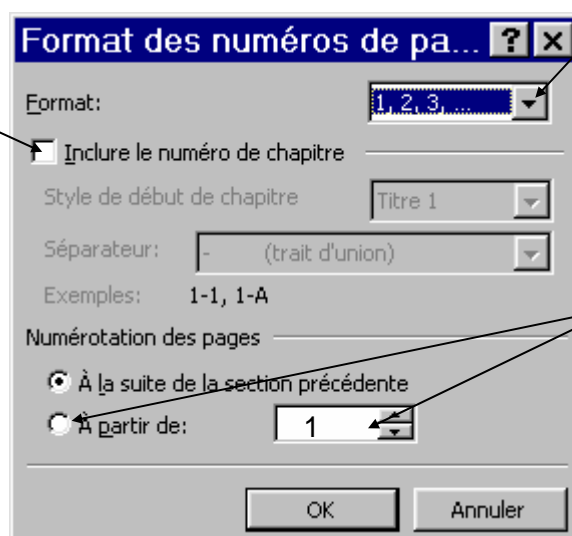 Format des numéros de pa... ? ×
Format: 1, 2, 3, ...
Inclure le numéro de chapitre
Style de début de chapitre Titre 1
Séparateur: - (trait d'union)
Exemples: 1-1, 1-A
Numérotation des pages
À la suite de la section précédente
À partir de: 1
OK Annuler